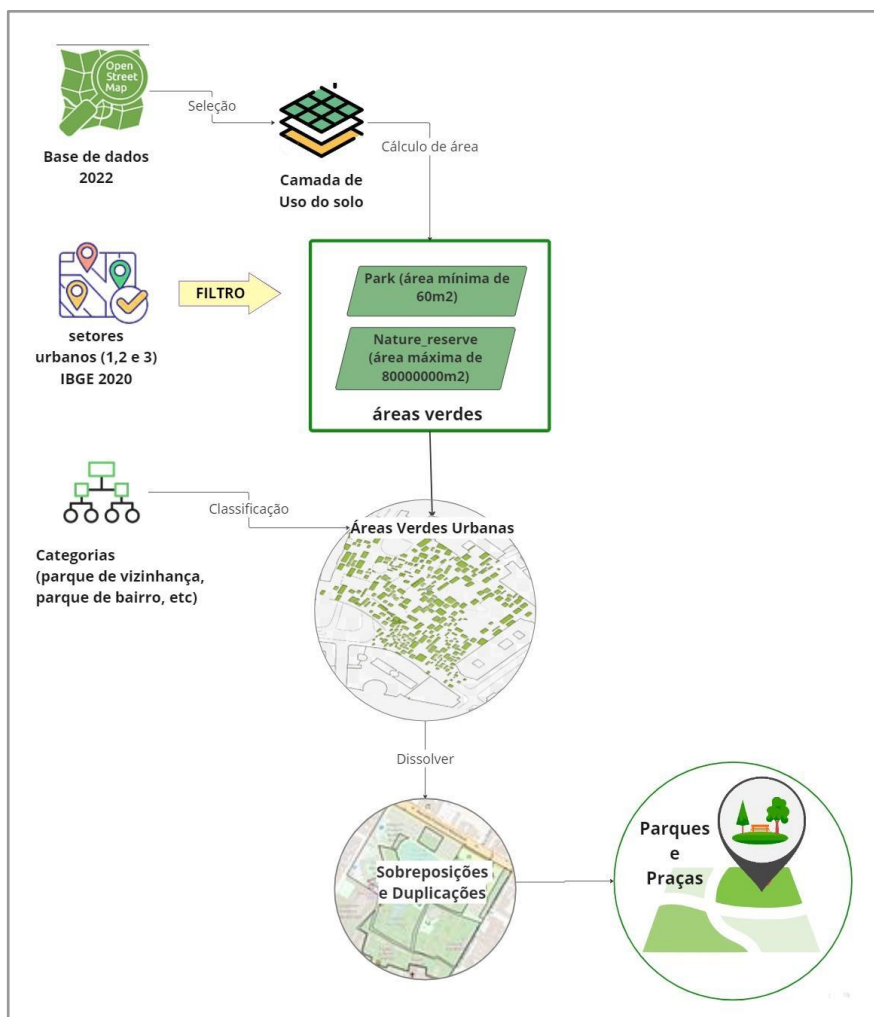 Open
Street
Map
Seleção
Base de dados
2022
Camada de
Uso do solo
Cálculo de área
setores
urbanos (1,2 e 3)
IBGE 2020
FILTRO
Park (área mínima de
60m2)
Nature_reserve
(área máxima de
80000000m2)
áreas verdes
Categorias
(parque de vizinhança,
parque de bairro, etc)
Classificação
Áreas Verdes Urbanas
Dissolver
Sobreposições
e Duplicações
Parques
e
Praças